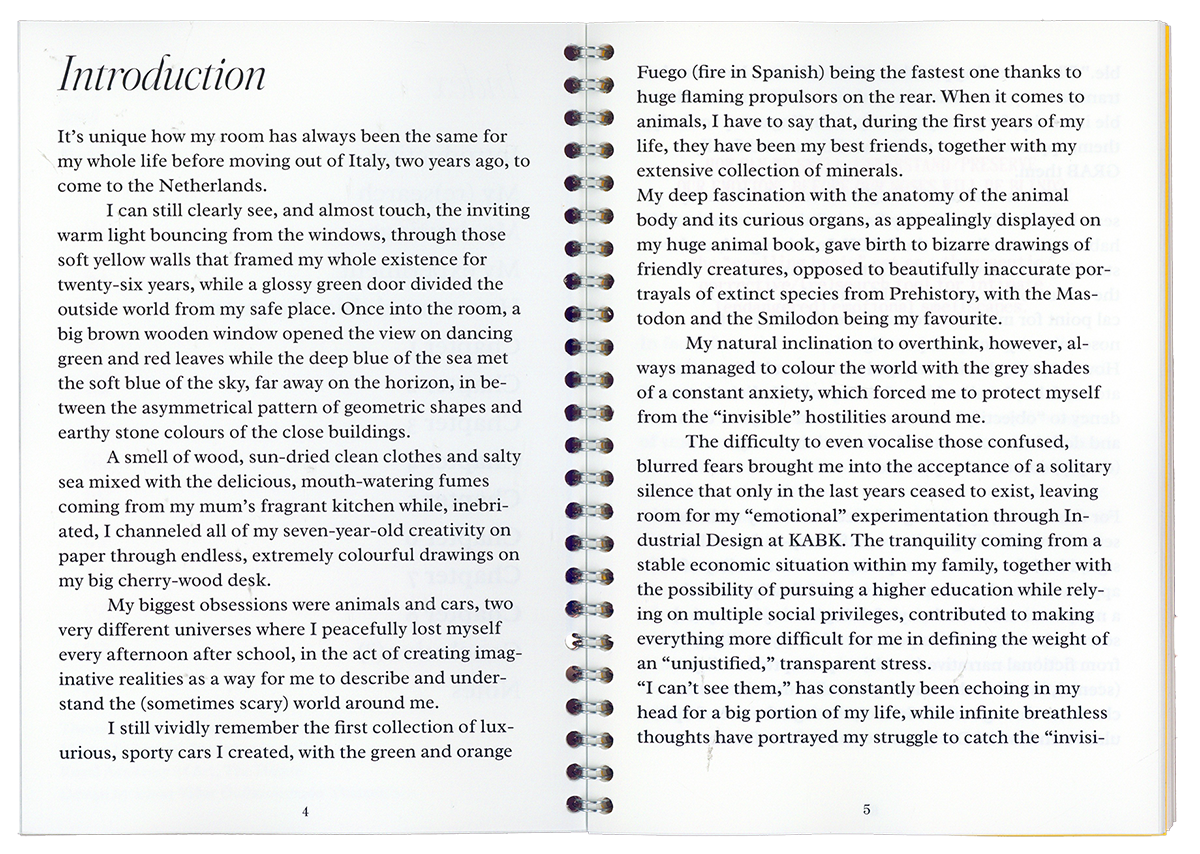 Introduction
It’s unique how my room has always been the same for
my whole life before moving out of Italy, two years ago, to
come to the Netherlands.
I can still clearly see, and almost touch, the inviting
warm light bouncing from the windows, through those
soft yellow walls that framed my whole existence for
twenty-six years, while a glossy green door divided the
outside world from my safe place. Once into the room, a
big brown wooden window opened the view on dancing
green and red leaves while the deep blue of the sea met
the soft blue of the sky, far away on the horizon, in be-
tween the asymmetrical pattern of geometric shapes and
earthy stone colours of the close buildings.
A smell of wood, sun-dried clean clothes and salty
sea mixed with the delicious, mouth-watering fumes
coming from my mum’s fragrant kitchen while, inebri-
ated, I channeled all of my seven-year-old creativity on
paper through endless, extremely colourful drawings on
my big cherry-wood desk.
My biggest obsessions were animals and cars, two
very different universes where I peacefully lost myself
every afternoon after school, in the act of creating imag-
inative realities as a way for me to describe and under-
stand the (sometimes scary) world around me.
I still vividly remember the first collection of lux-
urious, sporty cars I created, with the green and orange
4
Fuego (fire in Spanish) being the fastest one thanks to
huge flaming propulsors on the rear. When it comes to
animals, I have to say that, during the first years of my
life, they have been my best friends, together with my
extensive collection of minerals.
My deep fascination with the anatomy of the animal
body and its curious organs, as appealingly displayed on
my huge animal book, gave birth to bizarre drawings of
friendly creatures, opposed to beautifully inaccurate por-
trayals of extinct species from Prehistory, with the Mas-
todon and the Smilodon being my favourite.
My natural inclination to overthink, however, al-
ways managed to colour the world with the grey shades
of a constant anxiety, which forced me to protect myself
from the “invisible” hostilities around me.
The difficulty to even vocalise those confused,
blurred fears brought me into the acceptance of a solitary
silence that only in the last years ceased to exist, leaving
room for my “emotional” experimentation through In-
dustrial Design at KABK. The tranquility coming from a
stable economic situation within my family, together with
the possibility of pursuing a higher education while rely-
ing on multiple social privileges, contributed to making
everything more difficult for me in defining the weight of
an “unjustified,” transparent stress.
“I can’t see them,” has constantly been echoing in my
head for a big portion of my life, while infinite breathless
thoughts have portrayed my struggle to catch the “invisi-
5